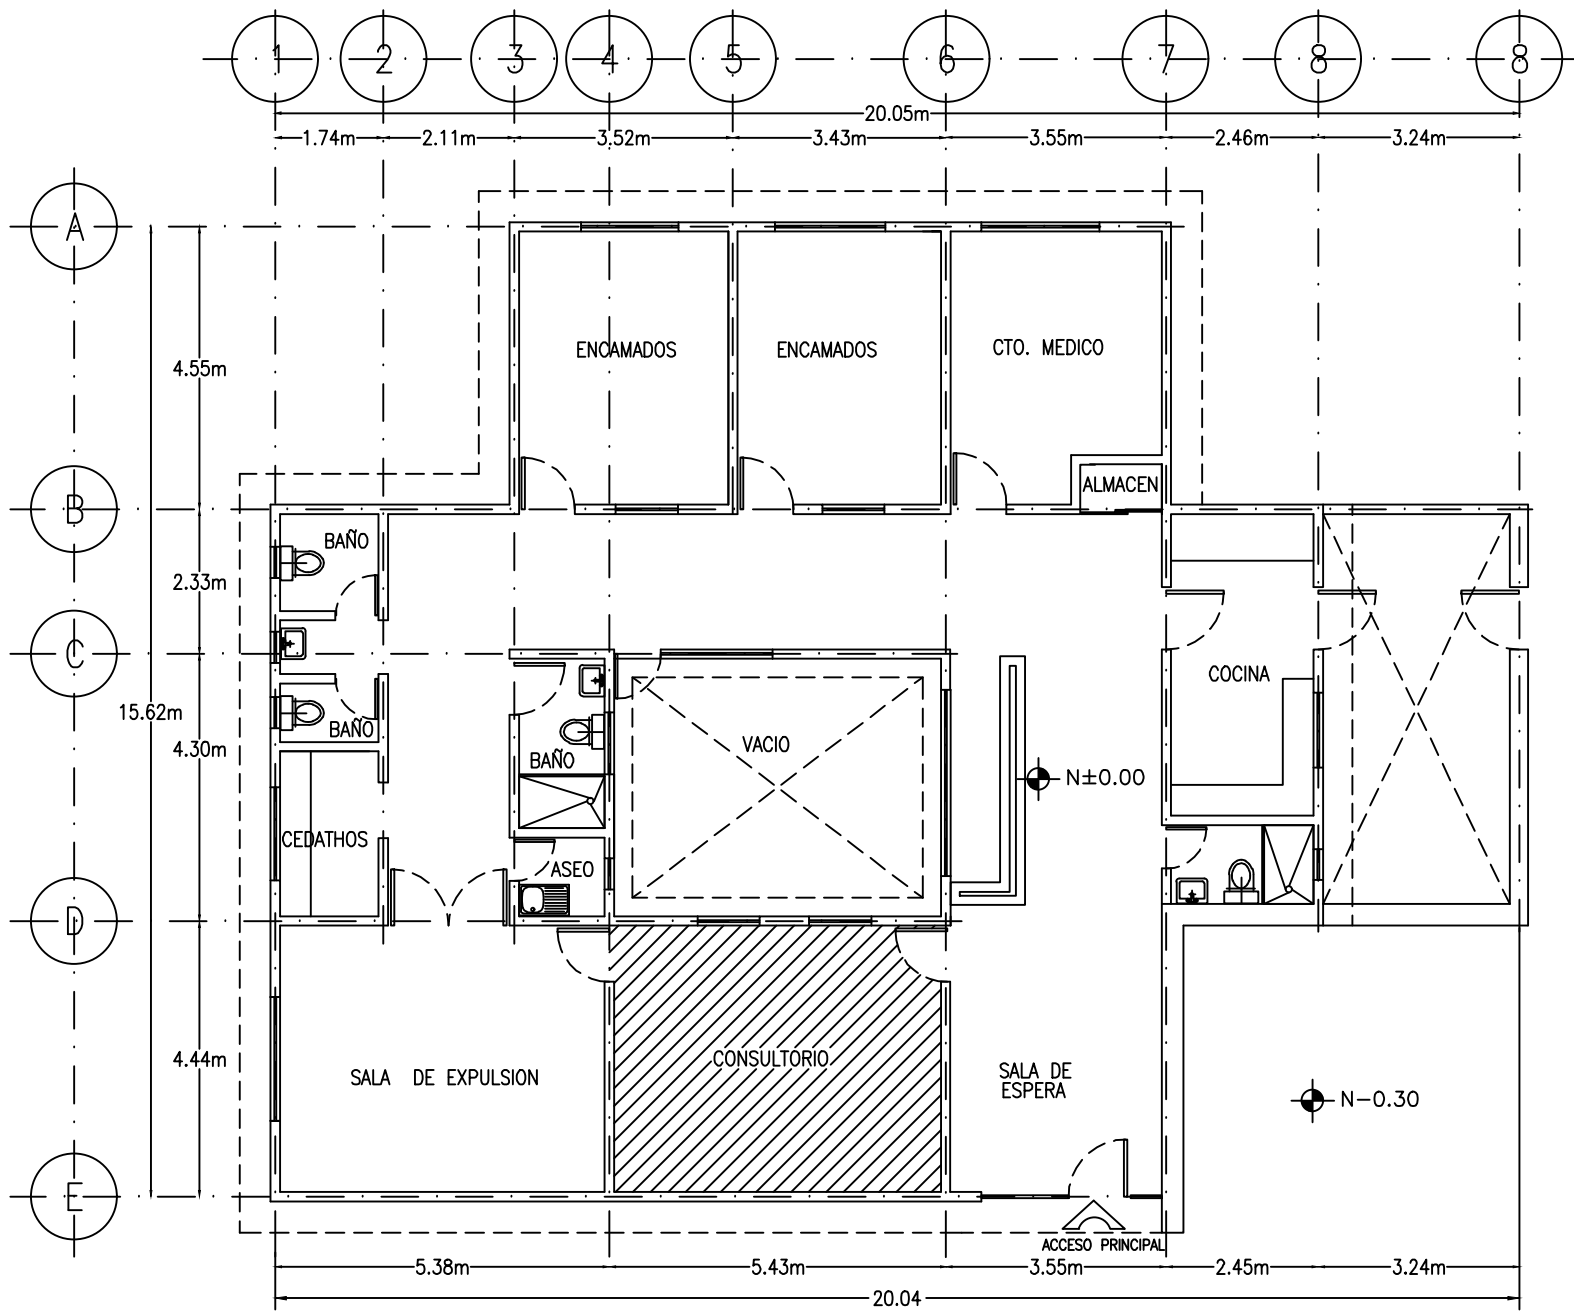 1 2 3 4 5 6 7 8 8
20.05m
1.74m 2.11m 3.52m 3.43m 3.55m 2.46m 3.24m
A
4.55m
ENCAMADOS ENCAMADOS CTO. MEDICO
ALMACEN
B
BAÑO
2.33m
C
COCINA
15.62m
BAÑO
4.30m
VACIO
BAÑO
N±0.00
CEDATHOS
ASEO
D
4.44m
CONSULTORIO
SALA DE EXPULSION
SALA DE
ESPERA
N-0.30
E
ACCESO PRINCIPAL
5.38m 5.43m 3.55m 2.45m 3.24m
20.04